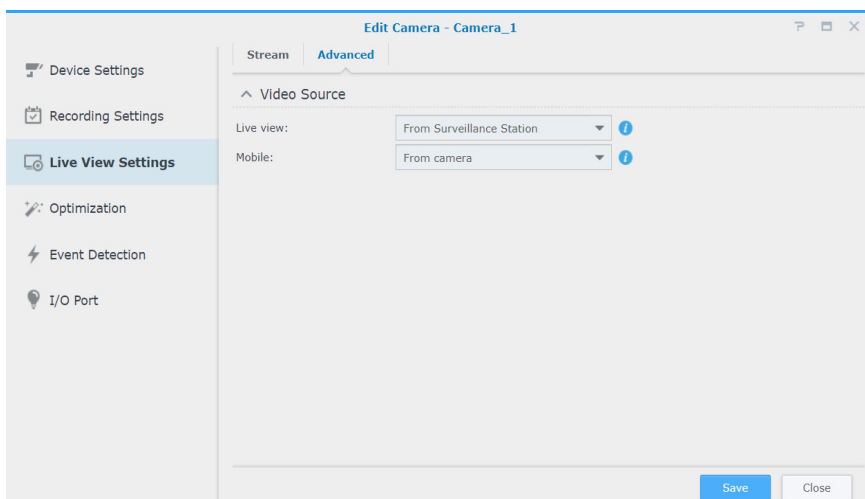 Edit Camera - Camera_1
Device Settings
Recording Settings
Live View Settings
Optimization
Event Detection
I/O Port
Stream Advanced
Video Source
Live view: From Surveillance Station
Mobile: From camera
Save Close